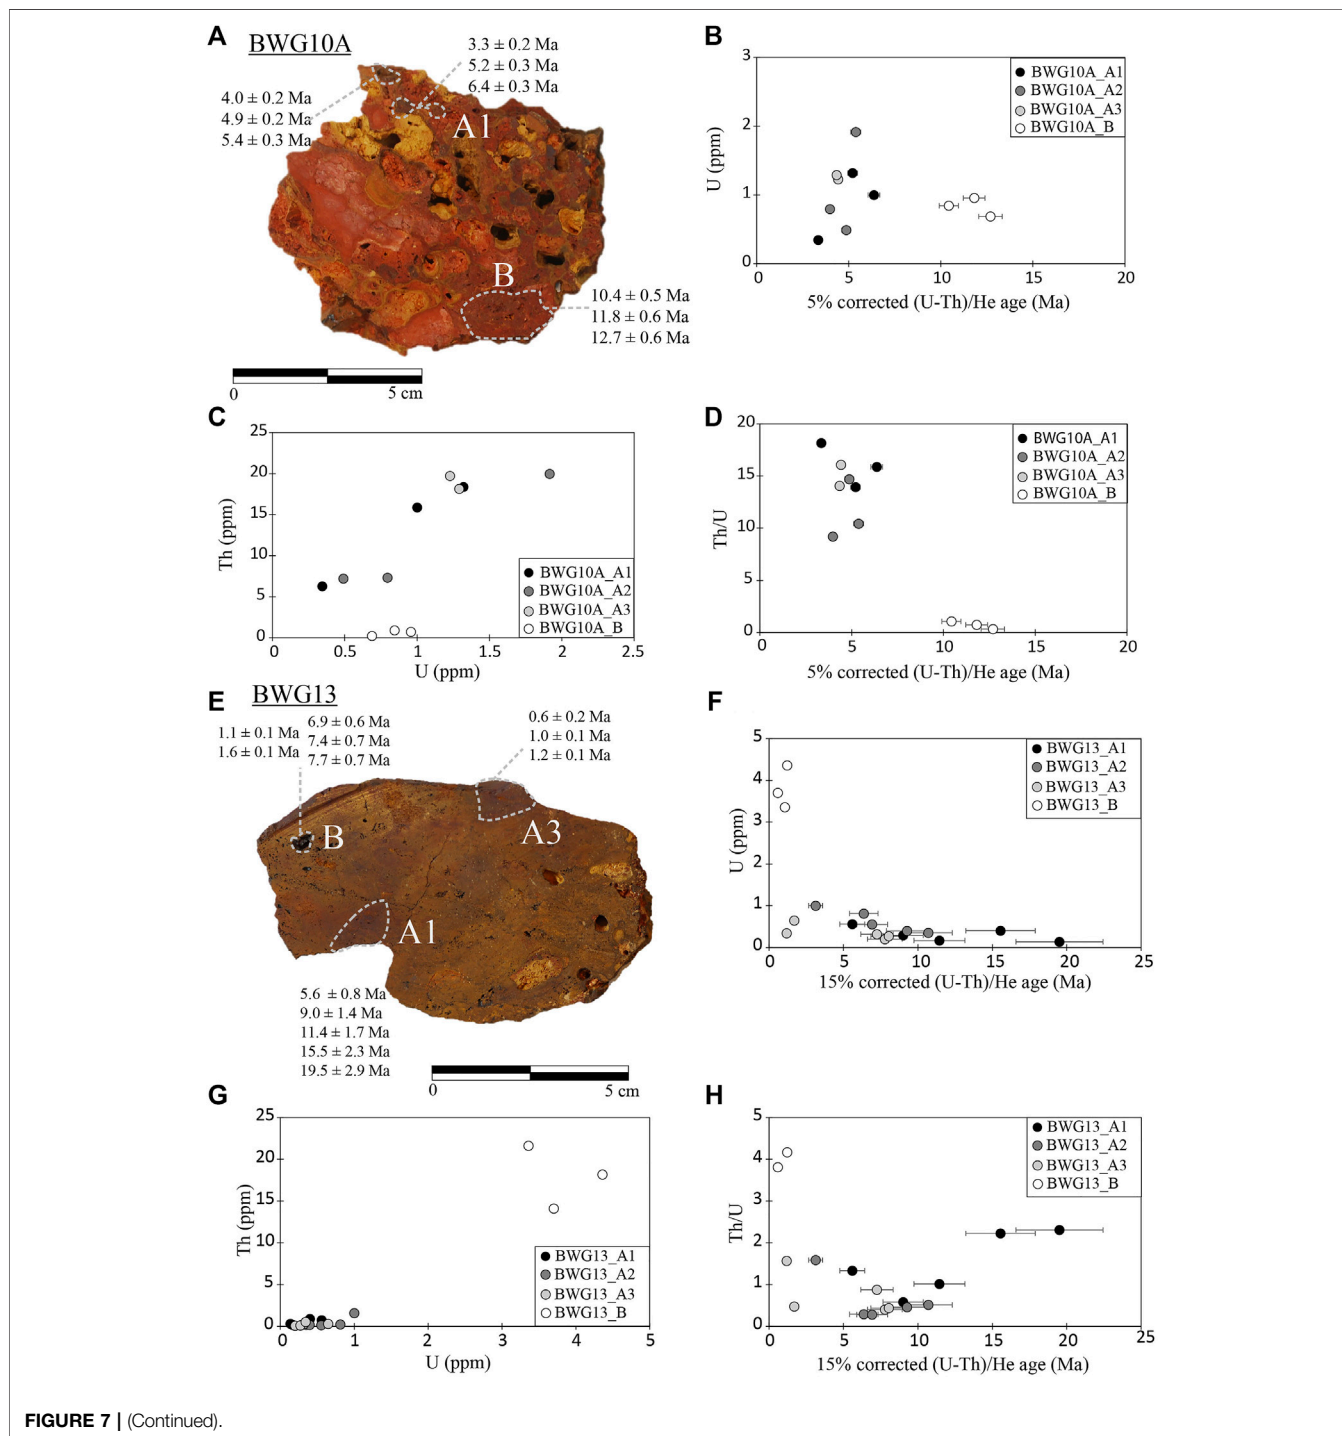 A BWG10A
3.3 ± 0.2 Ma
5.2 ± 0.3 Ma
6.4 ± 0.3 Ma
4.0 ± 0.2 Ma
4.9 ± 0.2 Ma
5.4 ± 0.3 Ma
A1
B
10.4 ± 0.5 Ma
11.8 ± 0.6 Ma
12.7 ± 0.6 Ma
0 5 cm
B
3
2
1
0
U (ppm)
BWG10A_A1
BWG10A_A2
BWG10A_A3
BWG10A_B
0 5 10 15 20
5% corrected (U-Th)/He age (Ma)
C
25
20
15
10
5
0
Th (ppm)
BWG10A_A1
BWG10A_A2
BWG10A_A3
BWG10A_B
0.5 1 1.5 2 2.5
U (ppm)
D
20
15
10
5
0
Th/U
BWG10A_A1
BWG10A_A2
BWG10A_A3
BWG10A_B
0 5 10 15 20
5% corrected (U-Th)/He age (Ma)
E BWG13
1.1 ± 0.1 Ma
1.6 ± 0.1 Ma
6.9 ± 0.6 Ma
7.4 ± 0.7 Ma
7.7 ± 0.7 Ma
0.6 ± 0.2 Ma
1.0 ± 0.1 Ma
1.2 ± 0.1 Ma
B
A3
A1
5.6 ± 0.8 Ma
9.0 ± 1.4 Ma
11.4 ± 1.7 Ma
15.5 ± 2.3 Ma
19.5 ± 2.9 Ma
0 5 cm
F
5
4
3
2
1
0
U (ppm)
BWG13_A1
BWG13_A2
BWG13_A3
BWG13_B
0 5 10 15 20 25
15% corrected (U-Th)/He age (Ma)
G
25
20
15
10
5
0
Th (ppm)
BWG13_A1
BWG13_A2
BWG13_A3
BWG13_B
0 1 2 3 4 5
U (ppm)
H
5
4
3
2
1
0
Th/U
BWG13_A1
BWG13_A2
BWG13_A3
BWG13_B
0 5 10 15 20 25
15% corrected (U-Th)/He age (Ma)
FIGURE 7 | (Continued).